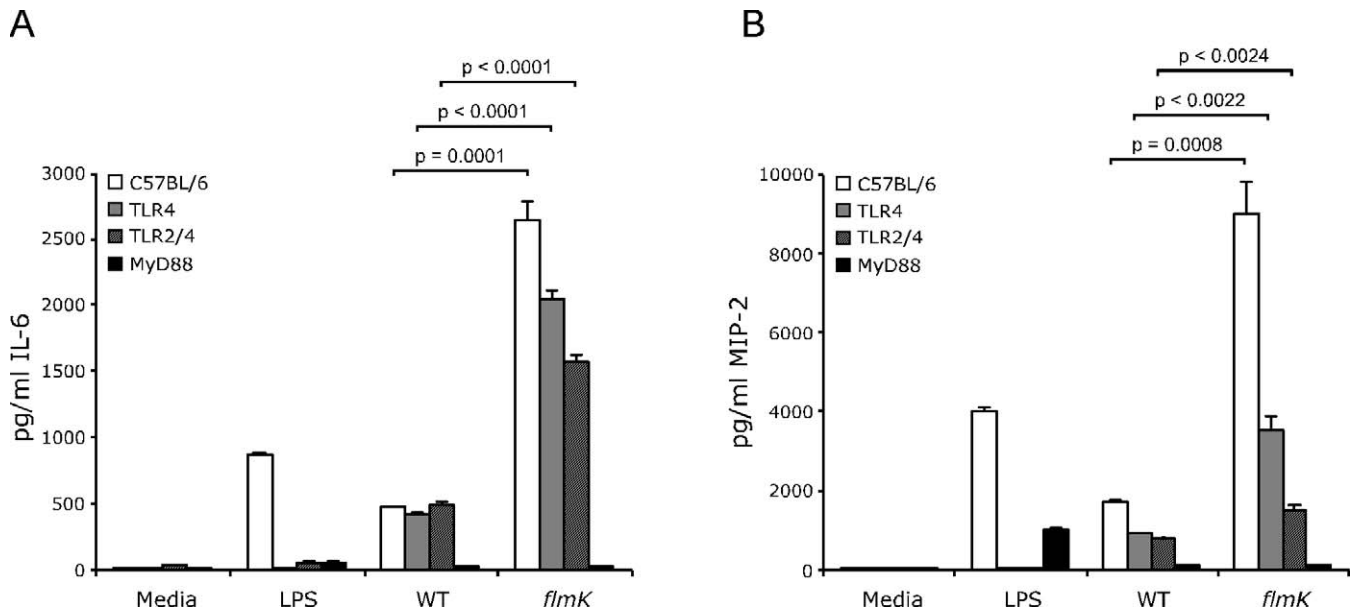 A
p < 0.0001
p < 0.0001
p = 0.0001
3000
2500
2000
1500
1000
500
0
pg/ml IL-6
C57BL/6
TLR4
TLR2/4
MyD88
Media LPS WT flmK
B
p < 0.0024
p < 0.0022
p = 0.0008
10000
8000
6000
4000
2000
0
pg/ml MIP-2
C57BL/6
TLR4
TLR2/4
MyD88
Media LPS WT flmK